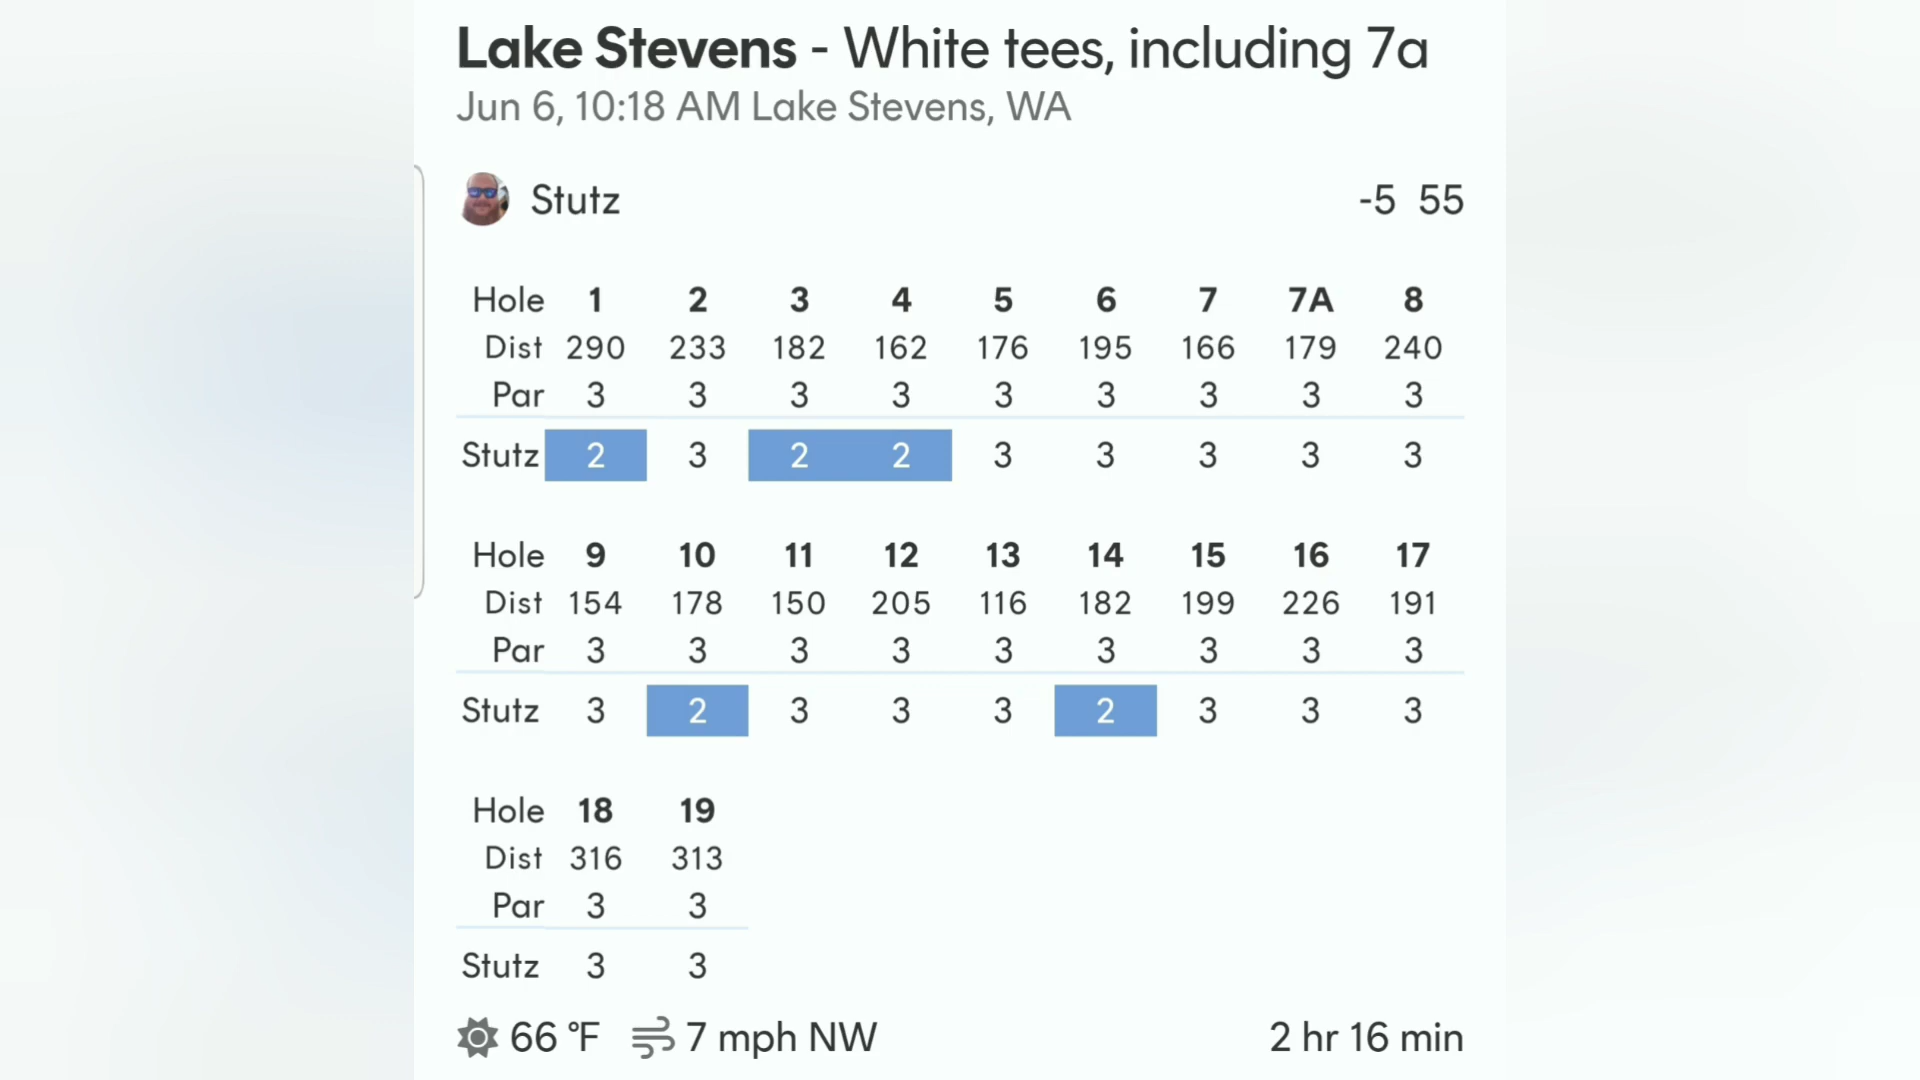 Lake Stevens - White tees, including 7a
Jun 6, 10:18 AM Lake Stevens, WA
Stutz -5 55
Hole 1 2 3 4 5 6 7 7A 8
Dist 290 233 182 162 176 195 166 179 240
Par 3 3 3 3 3 3 3 3 3
Stutz 2 3 2 2 3 3 3 3 3
Hole 9 10 11 12 13 14 15 16 17
Dist 154 178 150 205 116 182 199 226 191
Par 3 3 3 3 3 3 3 3 3
Stutz 3 2 3 3 3 2 3 3 3
Hole 18 19
Dist 316 313
Par 3 3
Stutz 3 3
66 °F 7 mph NW 2 hr 16 min